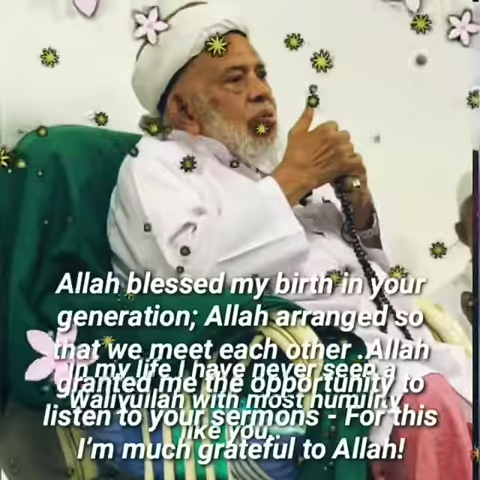 Allah blessed my birth in your
generation; Allah arranged so
that we meet each other .Allah
granted me the opportunity to
listen to your sermons - For this
I'm much grateful to Allah!
In my life I have never seen a
Waliyullah with most humility
like you.